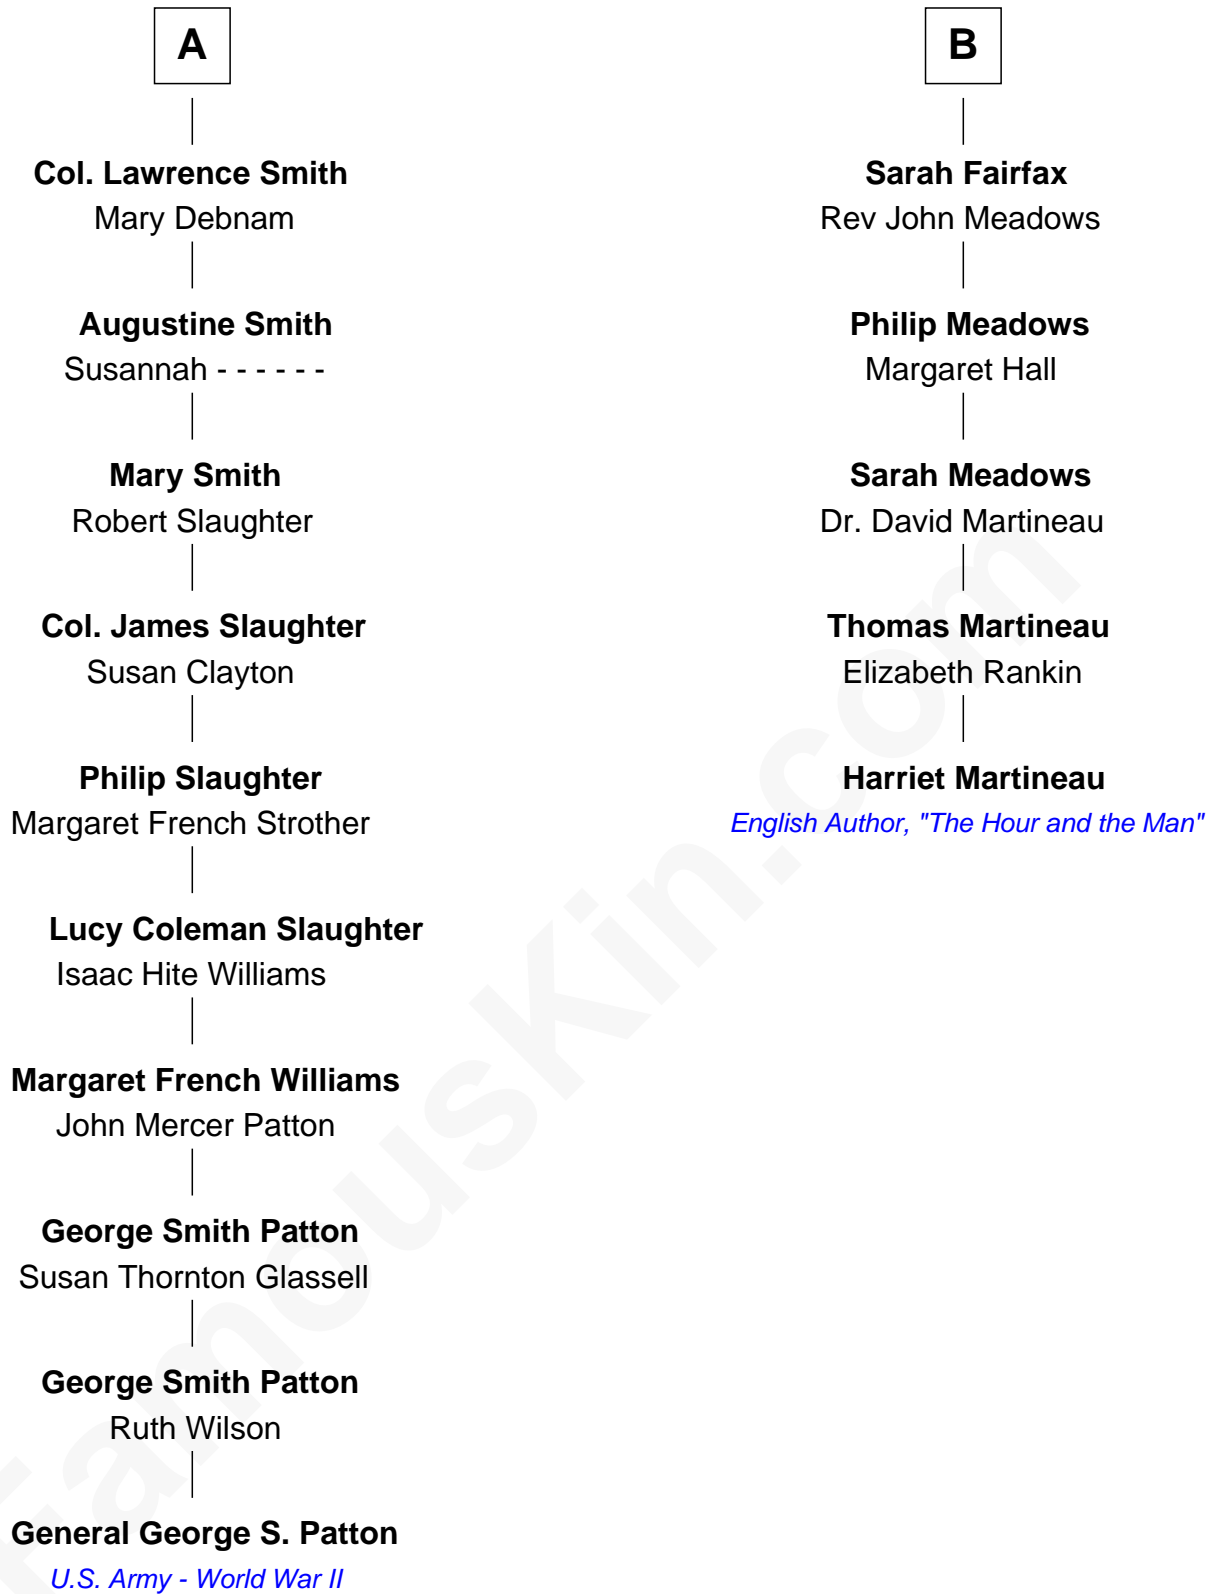 A
Col. Lawrence Smith
Mary Debnam
Augustine Smith
Susannah - - - - - -
Mary Smith
Robert Slaughter
Col. James Slaughter
Susan Clayton
Philip Slaughter
Margaret French Strother
Lucy Coleman Slaughter
Isaac Hite Williams
Margaret French Williams
John Mercer Patton
George Smith Patton
Susan Thornton Glassell
George Smith Patton
Ruth Wilson
General George S. Patton
U.S. Army - World War II
B
Sarah Fairfax
Rev John Meadows
Philip Meadows
Margaret Hall
Sarah Meadows
Dr. David Martineau
Thomas Martineau
Elizabeth Rankin
Harriet Martineau
English Author, "The Hour and the Man"
FamousKin.com